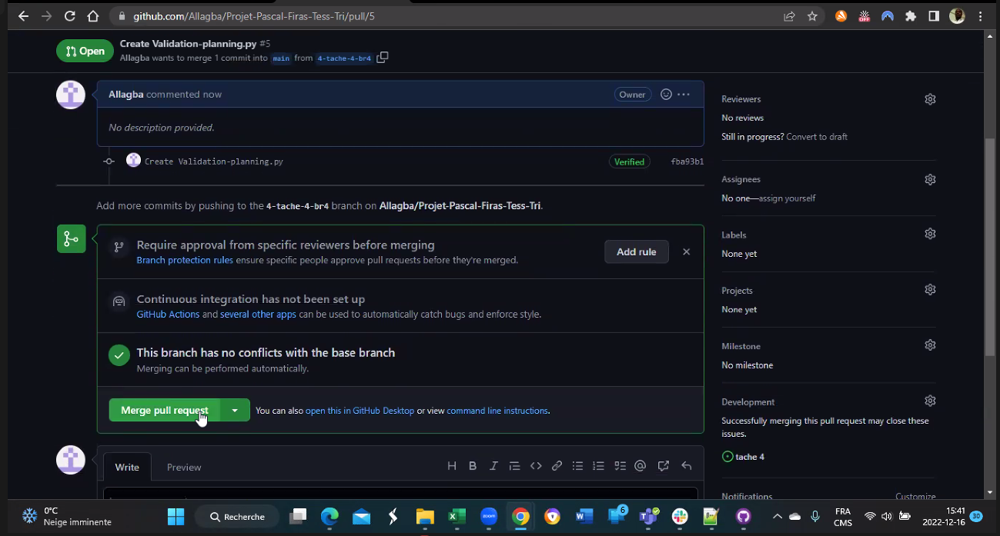 github.com/Allagba/Projet-Pascal-Firas-Tess-Tri/pull/5
OFF
Open
Create Validation-planning.py #5
Allagba wants to merge 1 commit into main from 4-tache-4-br4
Allagba commented now
Owner
No description provided.
Create Validation-planning.py
Verified
fba93b1
Add more commits by pushing to the 4-tache-4-br4 branch on Allagba/Projet-Pascal-Firas-Tess-Tri.
Require approval from specific reviewers before merging
Branch protection rules ensure specific people approve pull requests before they're merged.
Add rule
Continuous integration has not been set up
GitHub Actions and several other apps can be used to automatically catch bugs and enforce style.
This branch has no conflicts with the base branch
Merging can be performed automatically.
Merge pull request
You can also open this in GitHub Desktop or view command line instructions.
Write
Preview
Reviewers
No reviews
Still in progress? Convert to draft
Assignees
No one—assign yourself
Labels
None yet
Projects
None yet
Milestone
No milestone
Development
Successfully merging this pull request may close these
issues.
tache 4
Notifications
Customize
0°C
Neige imminente
Recherche
zoom
6
FRA
CMS
15:41
2022-12-16
30